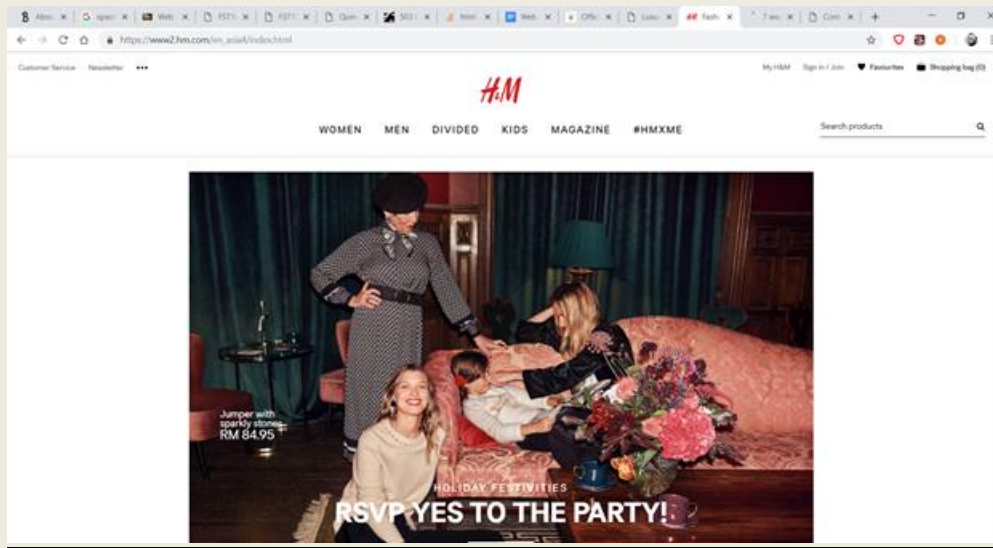 https://www2.hm.com/en_asia4/index.html
Customer Service Newsletter •••
My H&M Sign in / Join Favourites Shopping bag (0)
H&M
WOMEN MEN DIVIDED KIDS MAGAZINE #HMXME
Search products
Jumper with
sparkly stones
RM 84.95
HOLIDAY FESTIVITIES
RSVP YES TO THE PARTY!